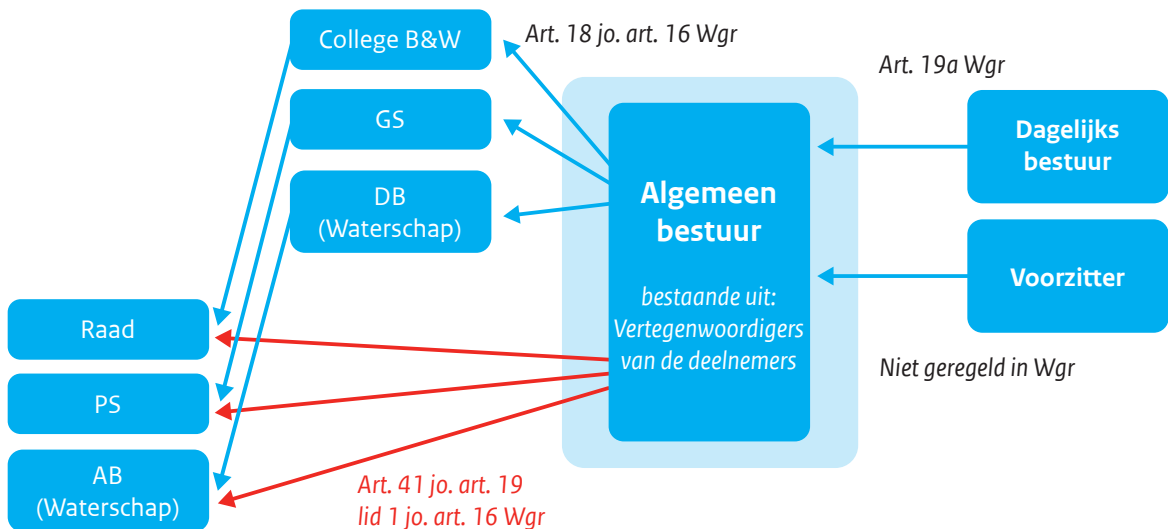 College B&W
GS
DB
(Waterschap)
Raad
PS
AB
(Waterschap)
Art. 18 jo. art. 16 Wgr
Algemeen
bestuur
bestaande uit:
Vertegenwoordigers
van de deelnemers
Art. 41 jo. art. 19
lid 1 jo. art. 16 Wgr
Art. 19a Wgr
Dagelijks
bestuur
Voorzitter
Niet geregeld in Wgr